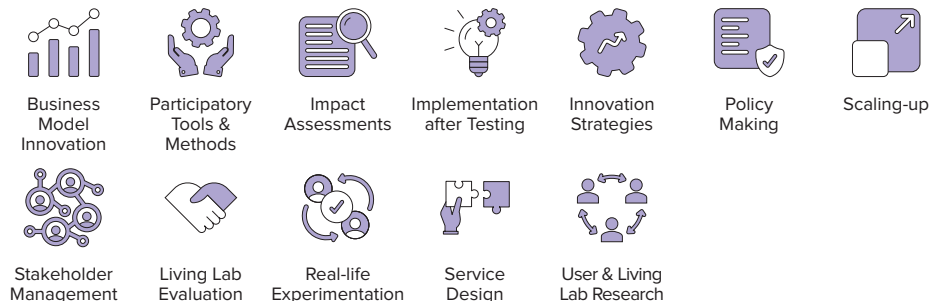 Business
Model
Innovation
Participatory
Tools &
Methods
Impact
Assessments
Implementation
after Testing
Innovation
Strategies
Policy
Making
Scaling-up
Stakeholder
Management
Living Lab
Evaluation
Real-life
Experimentation
Service
Design
User & Living
Lab Research